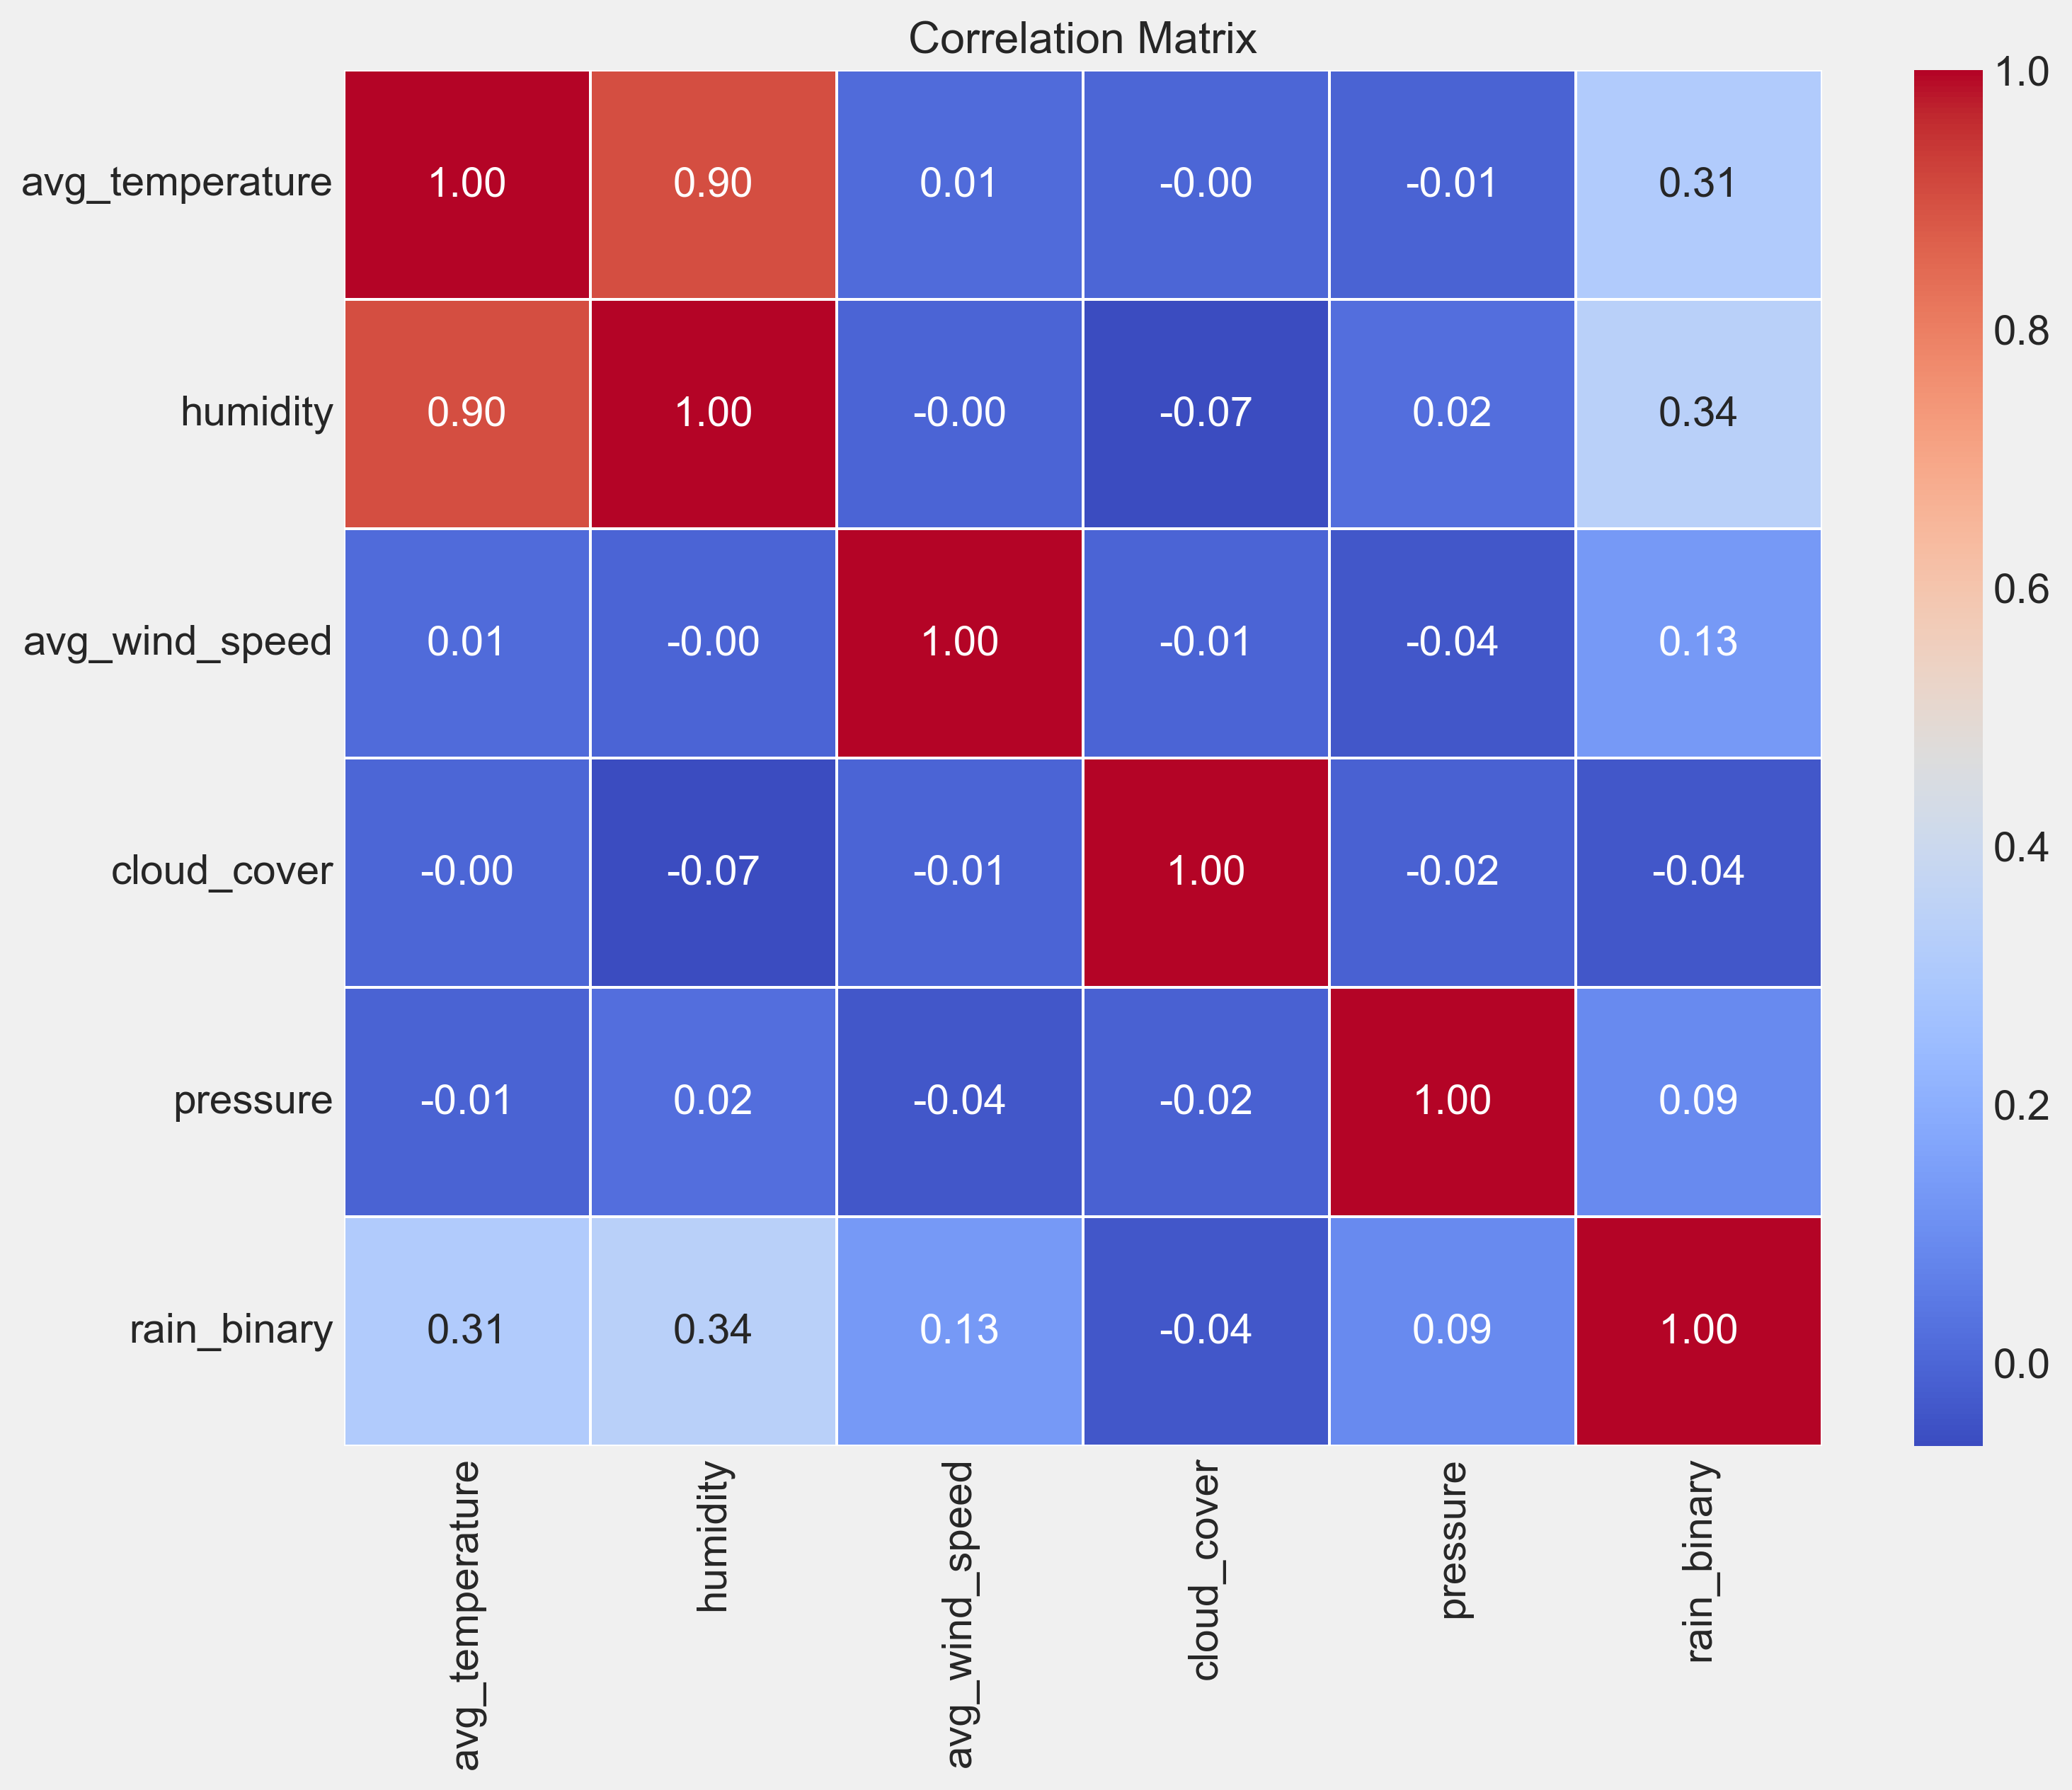 Correlation Matrix
avg_temperature 1.00 0.90 0.01 -0.00 -0.01 0.31
humidity 0.90 1.00 -0.00 -0.07 0.02 0.34
avg_wind_speed 0.01 -0.00 1.00 -0.01 -0.04 0.13
cloud_cover -0.00 -0.07 -0.01 1.00 -0.02 -0.04
pressure -0.01 0.02 -0.04 -0.02 1.00 0.09
rain_binary 0.31 0.34 0.13 -0.04 0.09 1.00
avg_temperature
humidity
avg_wind_speed
cloud_cover
pressure
rain_binary
1.0
0.8
0.6
0.4
0.2
0.0